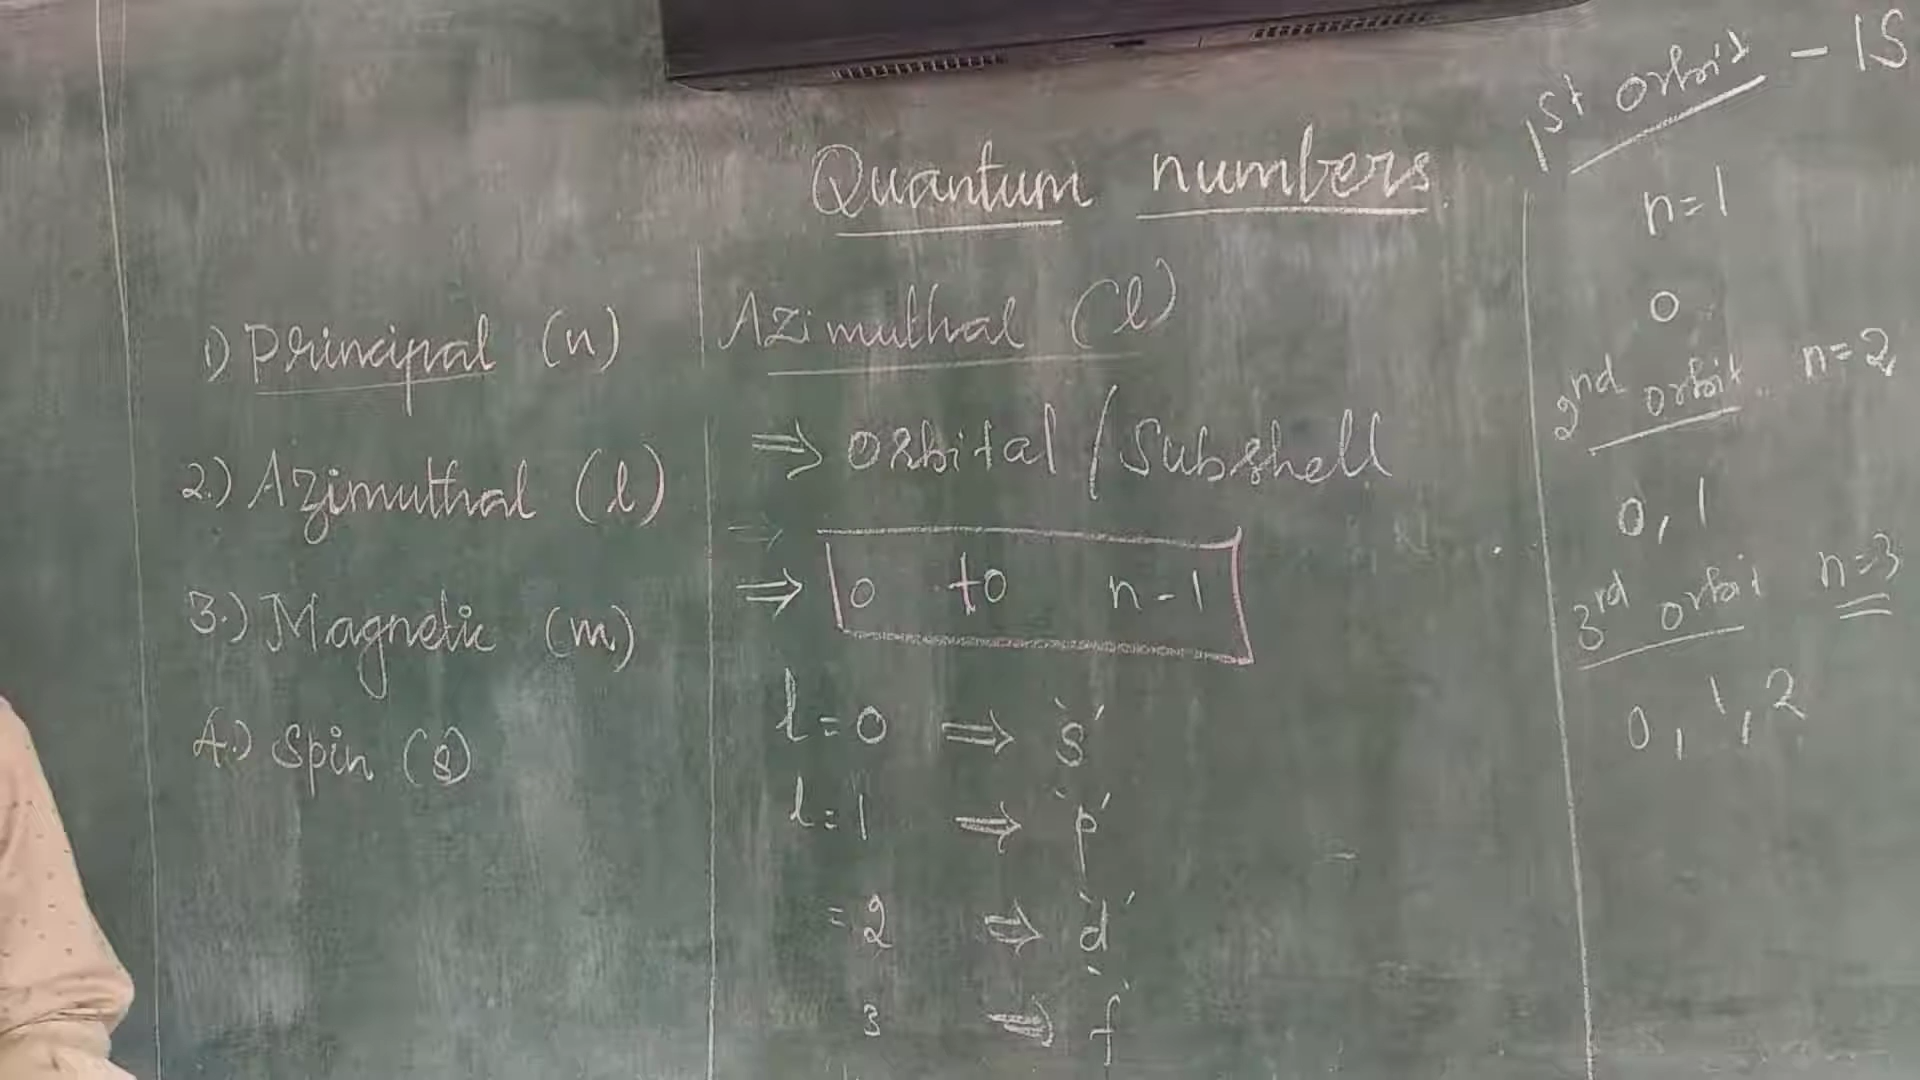 Quantum numbers
1) Principal (n)
2.) Azimuthal (l)
3.) Magnetic (m)
4.) Spin (s)
Azimuthal (l)
⇒ orbital / Subshell
⇒ 0 to n-1
l=0 ⇒ 's'
l=1 ⇒ 'p'
=2 ⇒ 'd'
3 ⇒ 'f'
1st orbit - 1S
n=1
0
2nd orbit n=2
0, 1
3rd orbit n=3
0, 1, 2